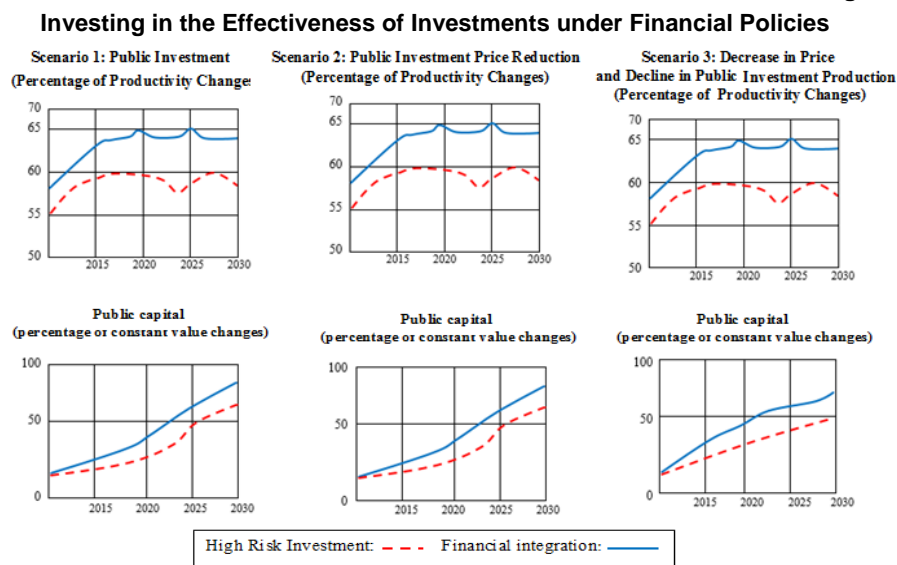 Investing in the Effectiveness of Investments under Financial Policies
Scenario 1: Public Investment
(Percentage of Productivity Change
Scenario 2: Public Investment Price Reduction
(Percentage of Productivity Changes)
Scenario 3: Decrease in Price
and Decline in Public Investment Production
(Percentage of Productivity Changes)
70
65
60
55
50
2015 2020 2025 2030
70
65
60
55
50
2015 2020 2025 2030
70
65
60
55
50
2015 2020 2025 2030
Public capital
(percentage or constant value changes)
Public capital
(percentage or constant value changes)
Public capital
(percentage or constant value changes)
100
50
0
2015 2020 2025 2030
100
50
0
2015 2020 2025 2030
100
50
0
2015 2020 2025 2030
High Risk Investment: Financial integration: